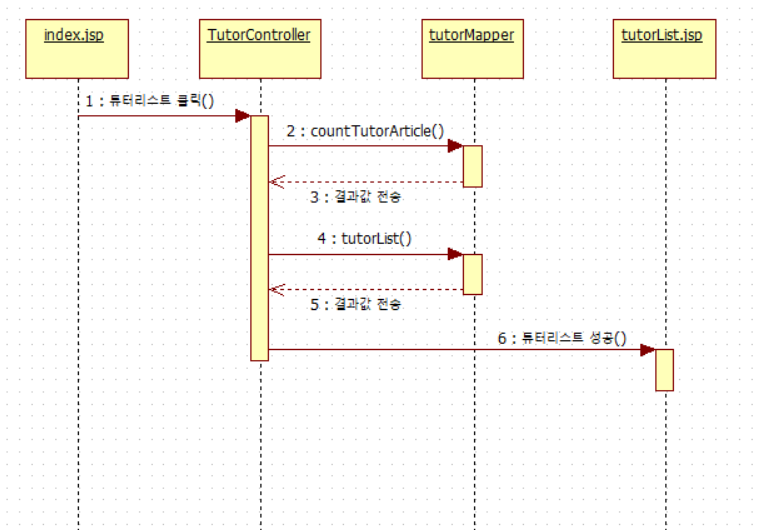 index.jsp
TutorController
tutorMapper
tutorList.jsp
1 : 튜터리스트 클릭()
2 : countTutorArticle()
3 : 결과값 전송
4 : tutorList()
5 : 결과값 전송
6 : 튜터리스트 성공()